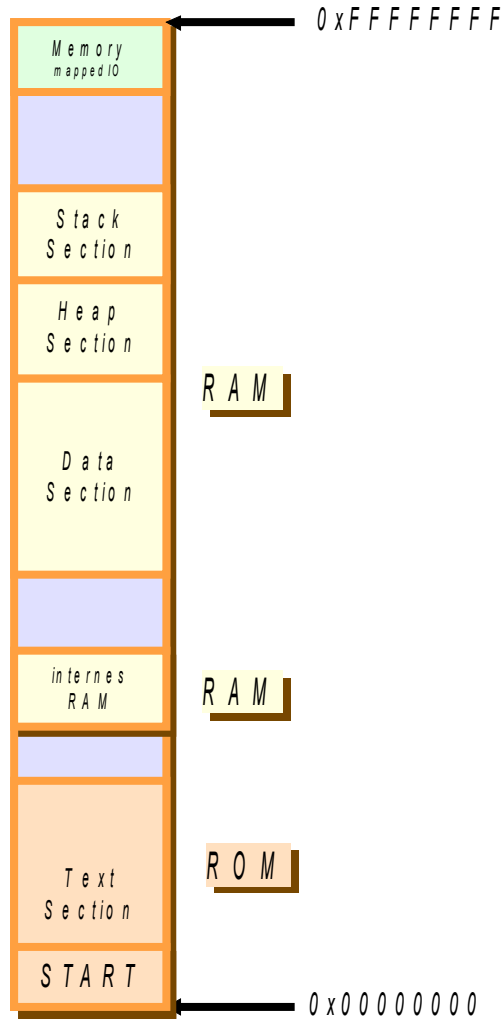 0xFFFFFFFF
Memory
mapped IO
Stack
Section
Heap
Section
RAM
Data
Section
internes
RAM
RAM
ROM
Text
Section
START
0x00000000